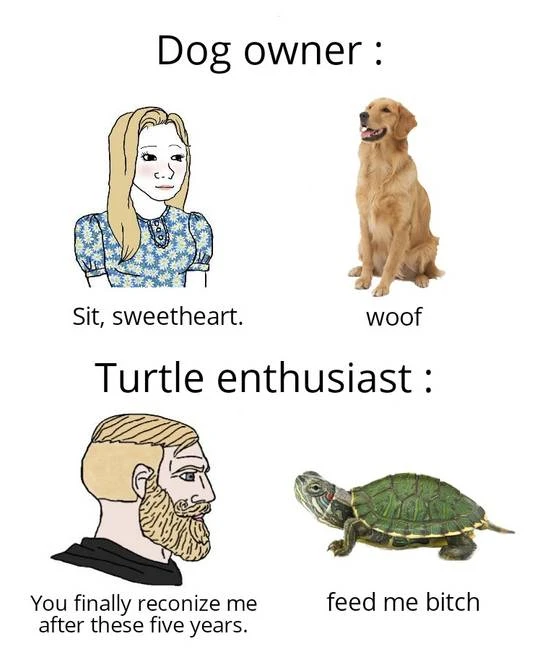 Dog owner :
Sit, sweetheart.
woof
Turtle enthusiast :
You finally reconize me
after these five years.
feed me bitch